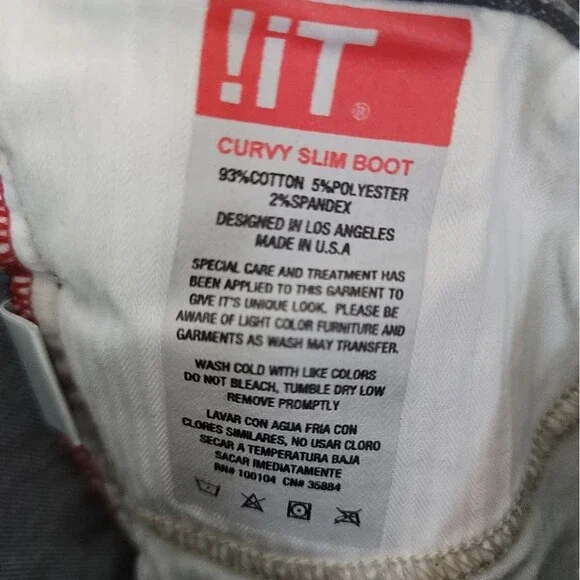 !iT®
CURVY SLIM BOOT
93%COTTON 5%POLYESTER
2%SPANDEX
DESIGNED IN LOS ANGELES
MADE IN U.S.A
SPECIAL CARE AND TREATMENT HAS
BEEN APPLIED TO THIS GARMENT TO
GIVE IT'S UNIQUE LOOK. PLEASE BE
AWARE OF LIGHT COLOR FURNITURE AND
GARMENTS AS WASH MAY TRANSFER.
WASH COLD WITH LIKE COLORS
DO NOT BLEACH, TUMBLE DRY LOW
REMOVE PROMPTLY
LAVAR CON AGUA FRIA CON
CLORES SIMILARES, NO USAR CLORO
SECAR A TEMPERATURA BAJA
SACAR IMEDIATAMENTE
RN# 100104 CN# 35884